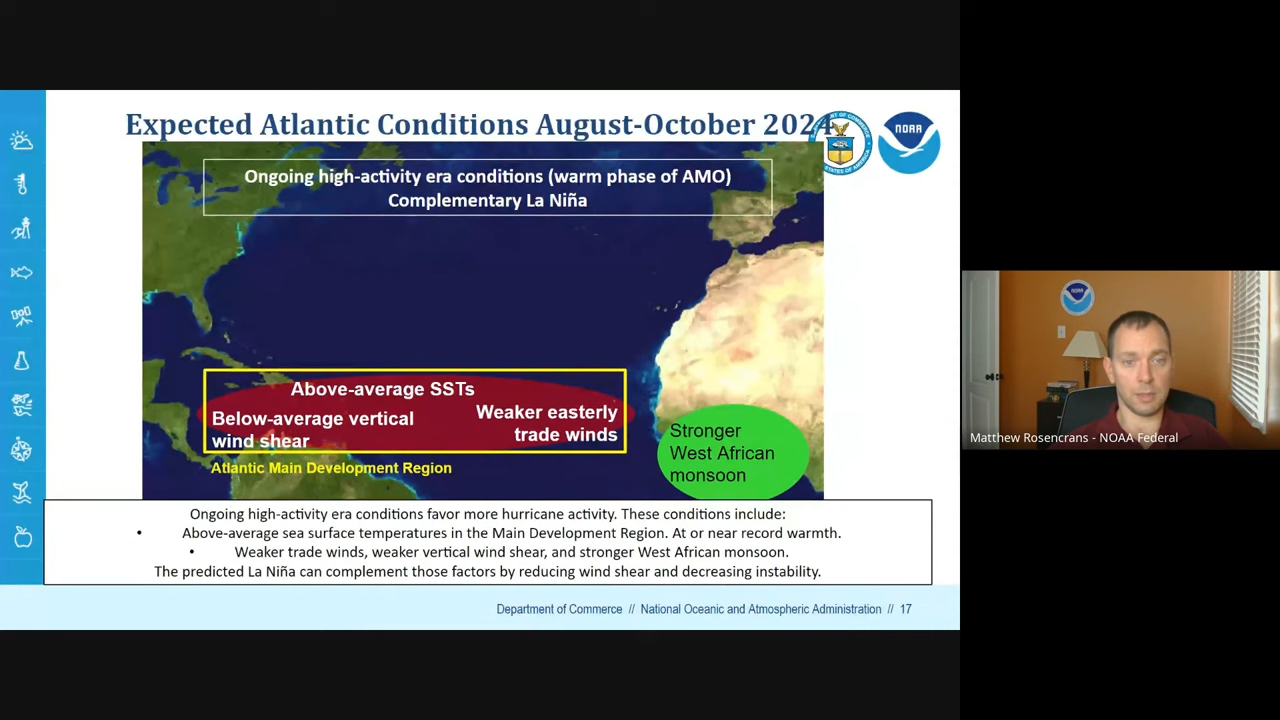 Expected Atlantic Conditions August-October 2024
NOAA
Ongoing high-activity era conditions (warm phase of AMO)
Complementary La Niña
Above-average SSTs
Below-average vertical
wind shear
Weaker easterly
trade winds
Atlantic Main Development Region
Stronger
West African
monsoon
Ongoing high-activity era conditions favor more hurricane activity. These conditions include:
• Above-average sea surface temperatures in the Main Development Region. At or near record warmth.
• Weaker trade winds, weaker vertical wind shear, and stronger West African monsoon.
The predicted La Niña can complement those factors by reducing wind shear and decreasing instability.
Department of Commerce // National Oceanic and Atmospheric Administration // 17
NOAA
Matthew Rosencrans - NOAA Federal